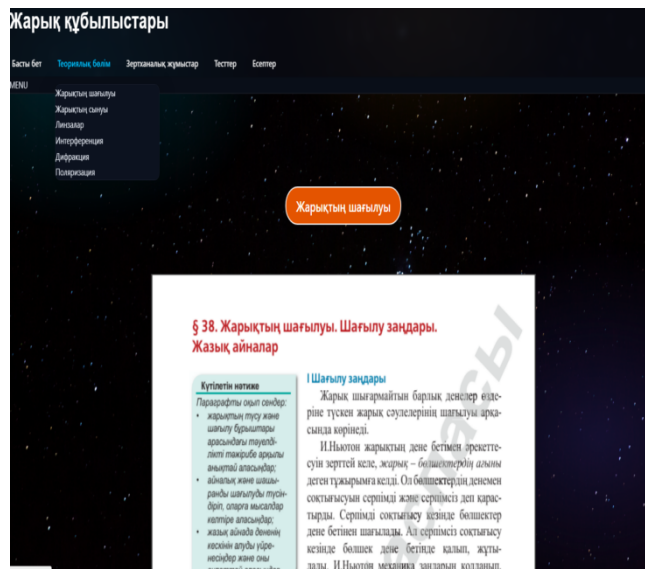 Жарық құбылыстары
Басты бет Теориялық бөлім Зертханалық жұмыстар Тесттер Есептер
MENU
Жарықтың шағылуы
Жарықтың сынуы
Линзалар
Интерференция
Дифракция
Поляризация
Жарықтың шағылуы
§ 38. Жарықтың шағылуы. Шағылу заңдары.
Жазық айналар
Күтілетін нәтиже
Параграфты оқып сендер:
• жарықтың түсу және
шағылу бұрыштары
арасындағы тәуелді-
лікті тәжірибе арқылы
анықтай аласыңдар;
• айналық және шашы-
ранды шағылуды түсін-
діріп, оларға мысалдар
келтіре аласыңдар;
• жазық айнада дененің
кескінін алуды үйре-
несіңдер және оны
I Шағылу заңдары
Жарық шығармайтын барлық денелер өзде-
ріне түскен жарық сәулелерінің шағылуы арқа-
сында көрінеді.
И.Ньютон жарықтың дене бетімен әрекетте-
суін зерттей келе, жарық – бөлшектердің ағыны
деген тұжырымға келді. Ол бөлшектердің денемен
соқтығысуын серпімді және серпімсіз деп қарас-
тырды. Серпімді соқтығысу кезінде бөлшектер
дене бетінен шағылады. Ал серпімсіз соқтығысу
кезінде бөлшек дене бетінде қалып, жұты-
лады. И.Ньютон механика заңдарын қолданып,